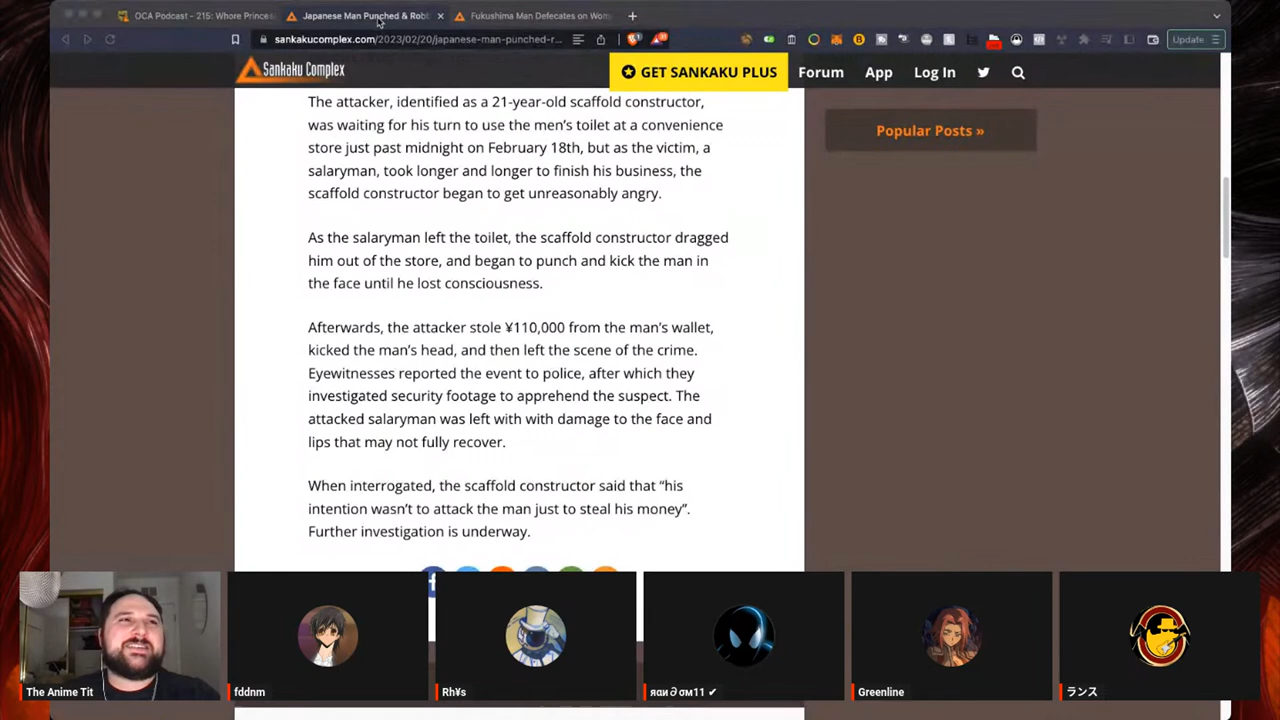 OCA Podcast - 215: Whore Princes
Japanese Man Punched & Robb
Fukushima Man Defecates on Wom
sankakucomplex.com/2023/02/20/japanese-man-punched-r...
Update
Sankaku Complex
GET SANKAKU PLUS
Forum
App
Log In
The attacker, identified as a 21-year-old scaffold constructor,
was waiting for his turn to use the men's toilet at a convenience
store just past midnight on February 18th, but as the victim, a
salaryman, took longer and longer to finish his business, the
scaffold constructor began to get unreasonably angry.
As the salaryman left the toilet, the scaffold constructor dragged
him out of the store, and began to punch and kick the man in
the face until he lost consciousness.
Afterwards, the attacker stole ¥110,000 from the man's wallet,
kicked the man's head, and then left the scene of the crime.
Eyewitnesses reported the event to police, after which they
investigated security footage to apprehend the suspect. The
attacked salaryman was left with with damage to the face and
lips that may not fully recover.
When interrogated, the scaffold constructor said that “his
intention wasn't to attack the man just to steal his money”.
Further investigation is underway.
Popular Posts »
The Anime Tit
fddnm
Rh¥s
яαи∂σм11 ✔
Greenline
ランス